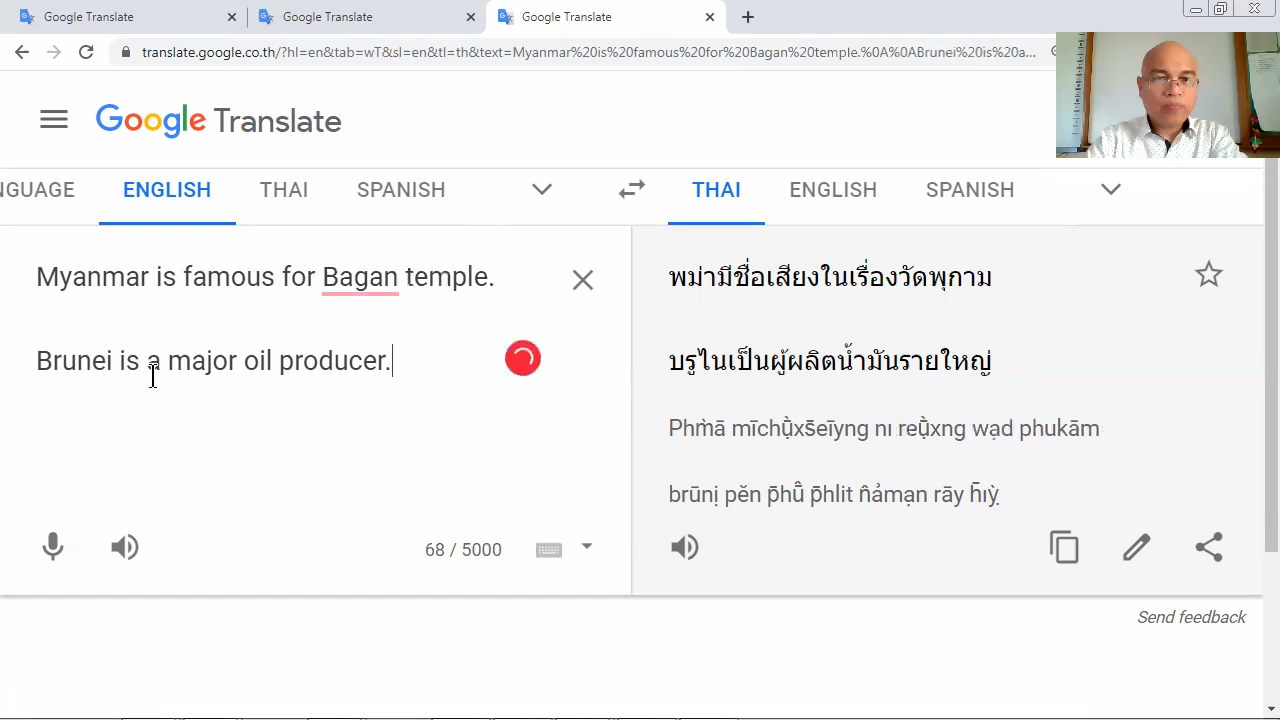 Google Translate
Google Translate
Google Translate
translate.google.co.th/?hl=en&tab=wT&sl=en&tl=th&text=Myanmar%20is%20famous%20for%20Bagan%20temple.%0A%0ABrunei%20is%20a...
Google Translate
NGUAGE ENGLISH THAI SPANISH
THAI ENGLISH SPANISH
Myanmar is famous for Bagan temple.
Brunei is a major oil producer.
68 / 5000
พม่ามีชื่อเสียงในเรื่องวัดพุกาม
บรูไนเป็นผู้ผลิตน้ำมันรายใหญ่
Phm̀ā mīchụ̄̀xs̄eīyng nı reụ̄̀xng wạd phukām
brūnị pĕn p̄hū̂ p̄hlit n̂ảmạn rāy h̄ıỵ̀
Send feedback